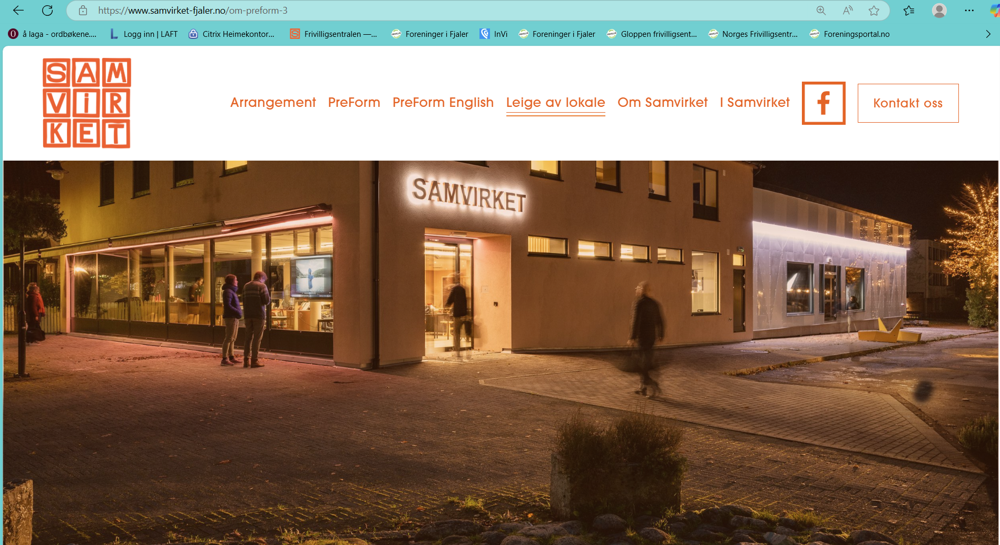 https://www.samvirket-fjaler.no/om-preform-3
å laga - ordbøkene.... Logg inn | LAFT Citrix Heimekontor... Frivilligsentralen —... Foreninger i Fjaler InVi Foreninger i Fjaler Gloppen frivilligsent... Norges Frivilligsentr... Foreningsportal.no
SAM
ViR
KET
Arrangement PreForm PreForm English Leige av lokale Om Samvirket I Samvirket f Kontakt oss
SAMVIRKET